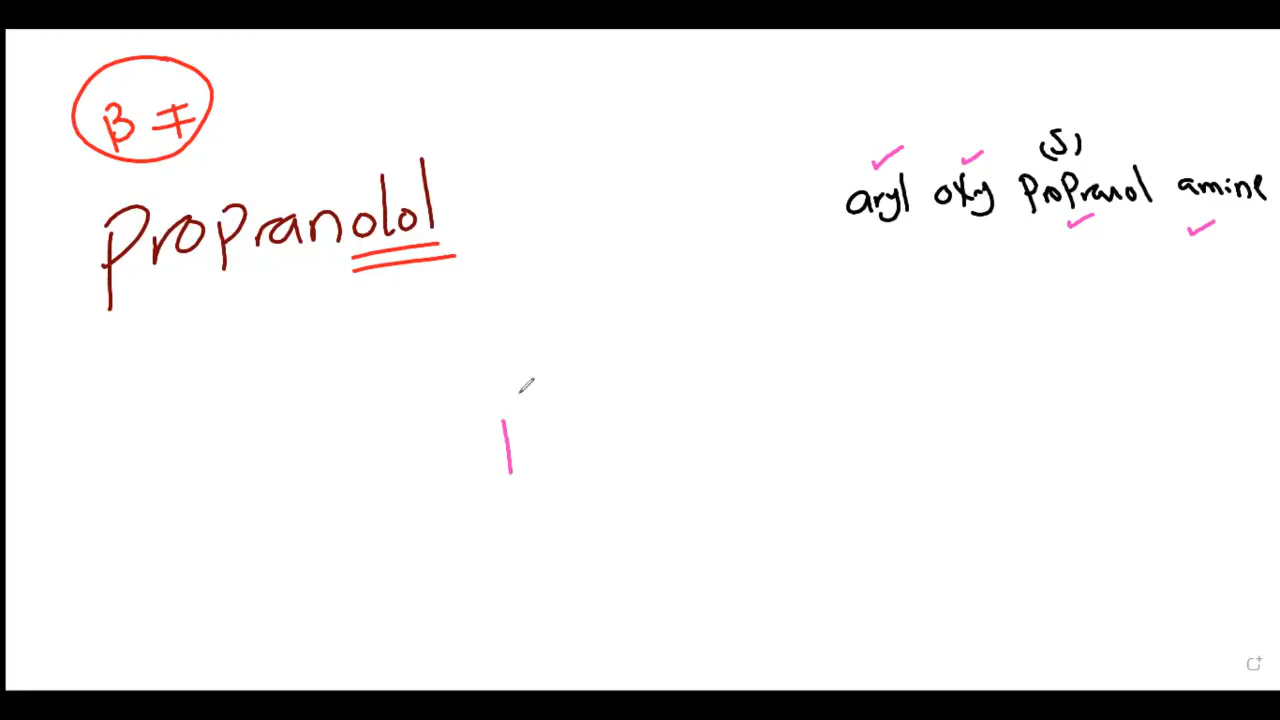 β
propranolol
(S)
aryl oxy propranol amine